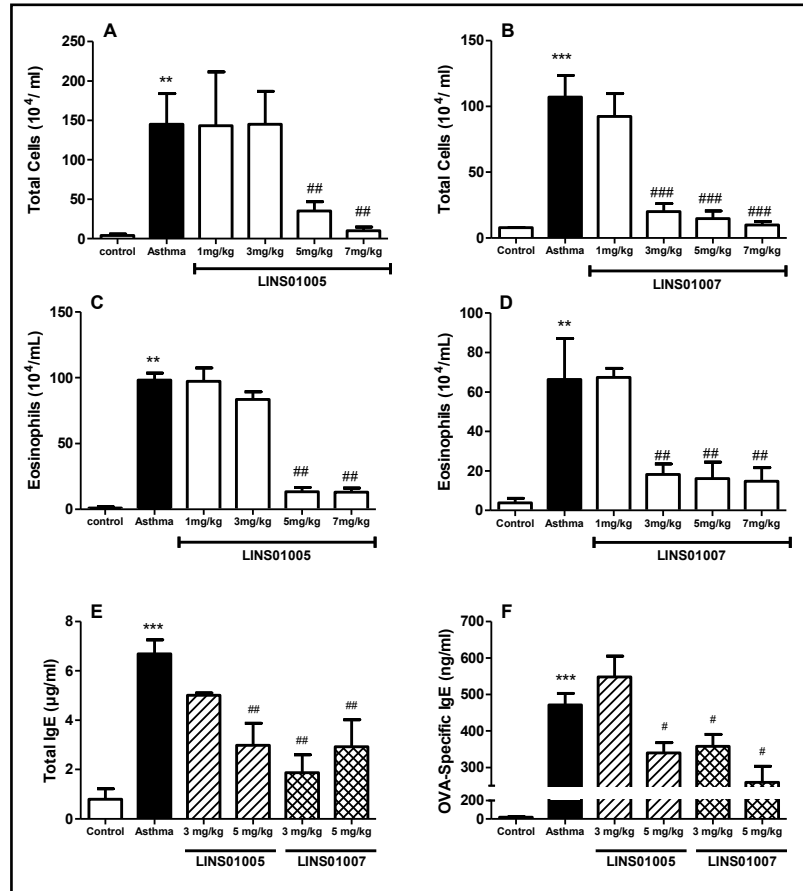 A
Total Cells (10⁴/ ml)
250
200
150
100
50
0
**
##
##
control Asthma 1mg/kg 3mg/kg 5mg/kg 7mg/kg
LINS01005
B
Total Cells (10⁴/ ml)
150
100
50
0
***
###
###
###
Control Asthma 1mg/kg 3mg/kg 5mg/kg 7mg/kg
LINS01007
C
Eosinophils (10⁴/mL)
150
100
50
0
**
##
##
control Asthma 1mg/kg 3mg/kg 5mg/kg 7mg/kg
LINS01005
D
Eosinophils (10⁴/mL)
100
80
60
40
20
0
**
##
##
##
Control Asthma 1mg/kg 3mg/kg 5mg/kg 7mg/kg
LINS01007
E
Total IgE (µg/ml)
8
6
4
2
0
***
##
##
##
Control Asthma 3 mg/kg 5 mg/kg 3 mg/kg 5 mg/kg
LINS01005 LINS01007
F
OVA-Specific IgE (ng/ml)
700
600
500
400
300
200
0
***
#
#
#
Control Asthma 3 mg/kg 5 mg/kg 3 mg/kg 5 mg/kg
LINS01005 LINS01007